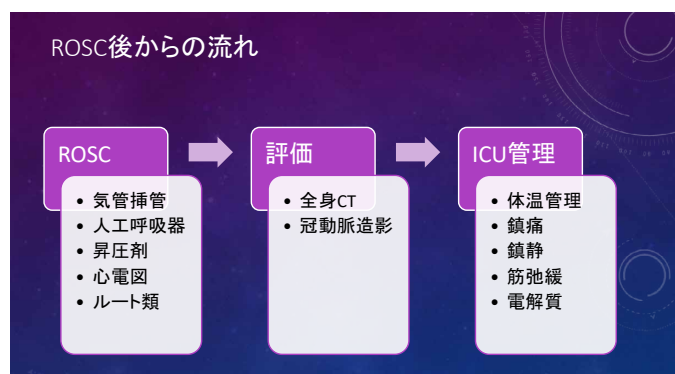 ROSC後からの流れ
ROSC
• 気管挿管
• 人工呼吸器
• 昇圧剤
• 心電図
• ルート類
評価
• 全身CT
• 冠動脈造影
ICU管理
• 体温管理
• 鎮痛
• 鎮静
• 筋弛緩
• 電解質